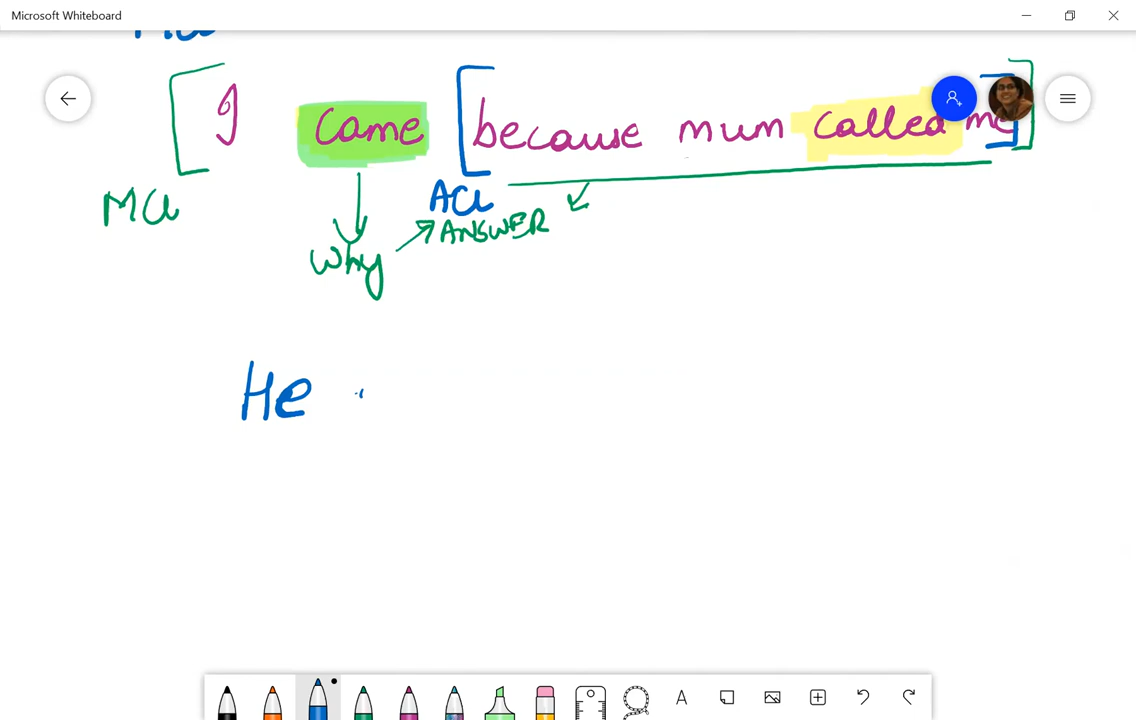 Microsoft Whiteboard
I came because mum called me
MCl ACl
ANSWER
Why
He
A